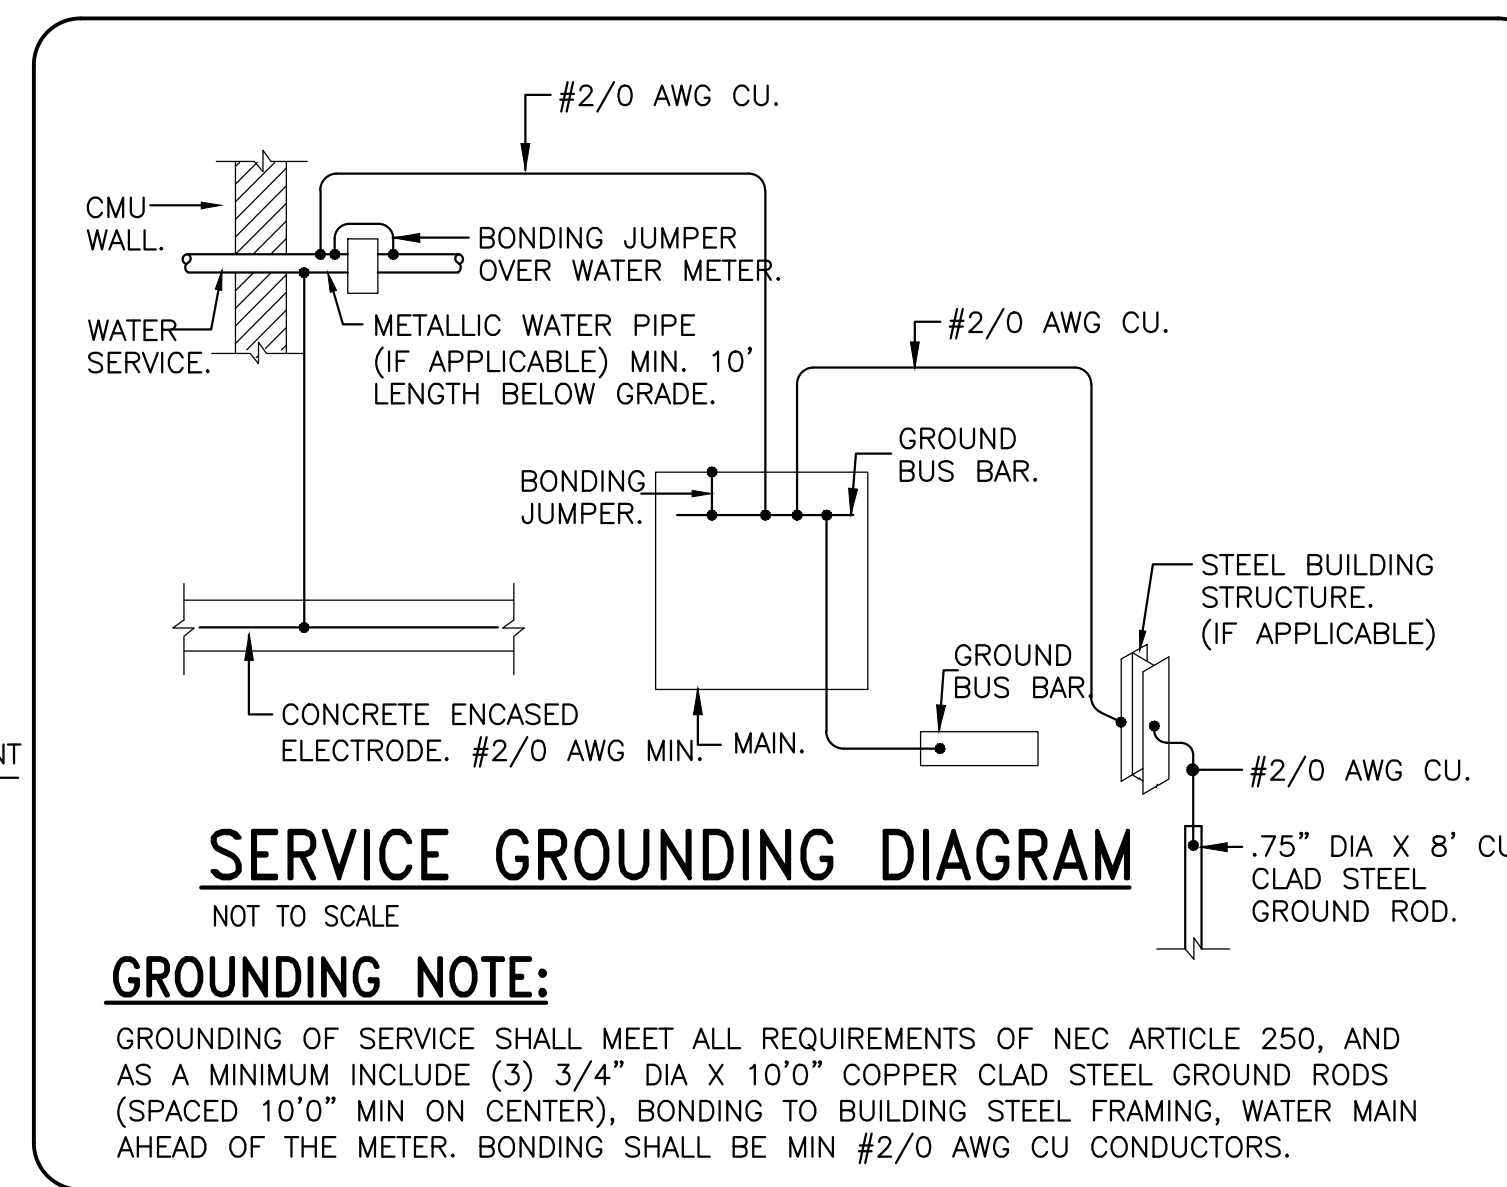 #2/0 AWG CU.
CMU
WALL.
BONDING JUMPER
OVER WATER METER.
WATER
SERVICE.
METALLIC WATER PIPE
(IF APPLICABLE) MIN. 10'
LENGTH BELOW GRADE.
#2/0 AWG CU.
GROUND
BUS BAR.
BONDING
JUMPER.
STEEL BUILDING
STRUCTURE.
(IF APPLICABLE)
GROUND
BUS BAR.
CONCRETE ENCASED
ELECTRODE. #2/0 AWG MIN.
MAIN.
#2/0 AWG CU.
.75" DIA X 8' CU
CLAD STEEL
GROUND ROD.
SERVICE GROUNDING DIAGRAM
NOT TO SCALE
GROUNDING NOTE:
GROUNDING OF SERVICE SHALL MEET ALL REQUIREMENTS OF NEC ARTICLE 250, AND
AS A MINIMUM INCLUDE (3) 3/4" DIA X 10'0" COPPER CLAD STEEL GROUND RODS
(SPACED 10'0" MIN ON CENTER), BONDING TO BUILDING STEEL FRAMING, WATER MAIN
AHEAD OF THE METER. BONDING SHALL BE MIN #2/0 AWG CU CONDUCTORS.